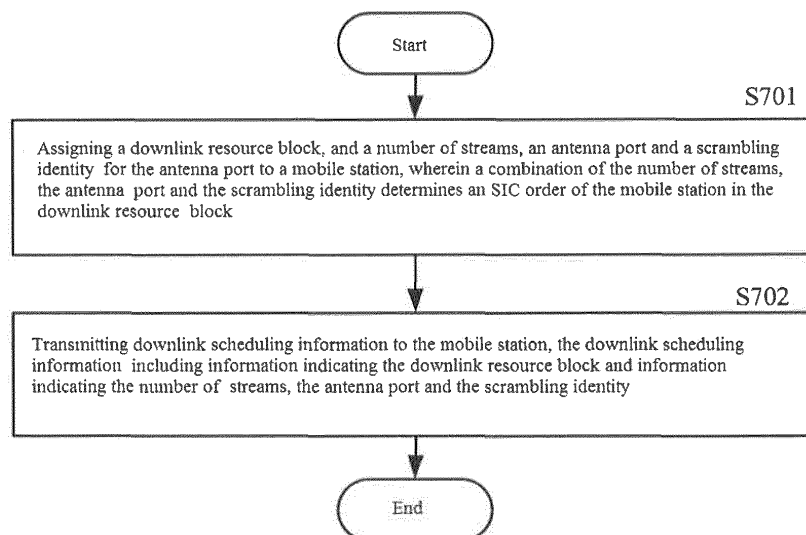 Start
S701
Assigning a downlink resource block, and a number of streams, an antenna port and a scrambling
identity for the antenna port to a mobile station, wherein a combination of the number of streams,
the antenna port and the scrambling identity determines an SIC order of the mobile station in the
downlink resource block
S702
Transmitting downlink scheduling information to the mobile station, the downlink scheduling
information including information indicating the downlink resource block and information
indicating the number of streams, the antenna port and the scrambling identity
End